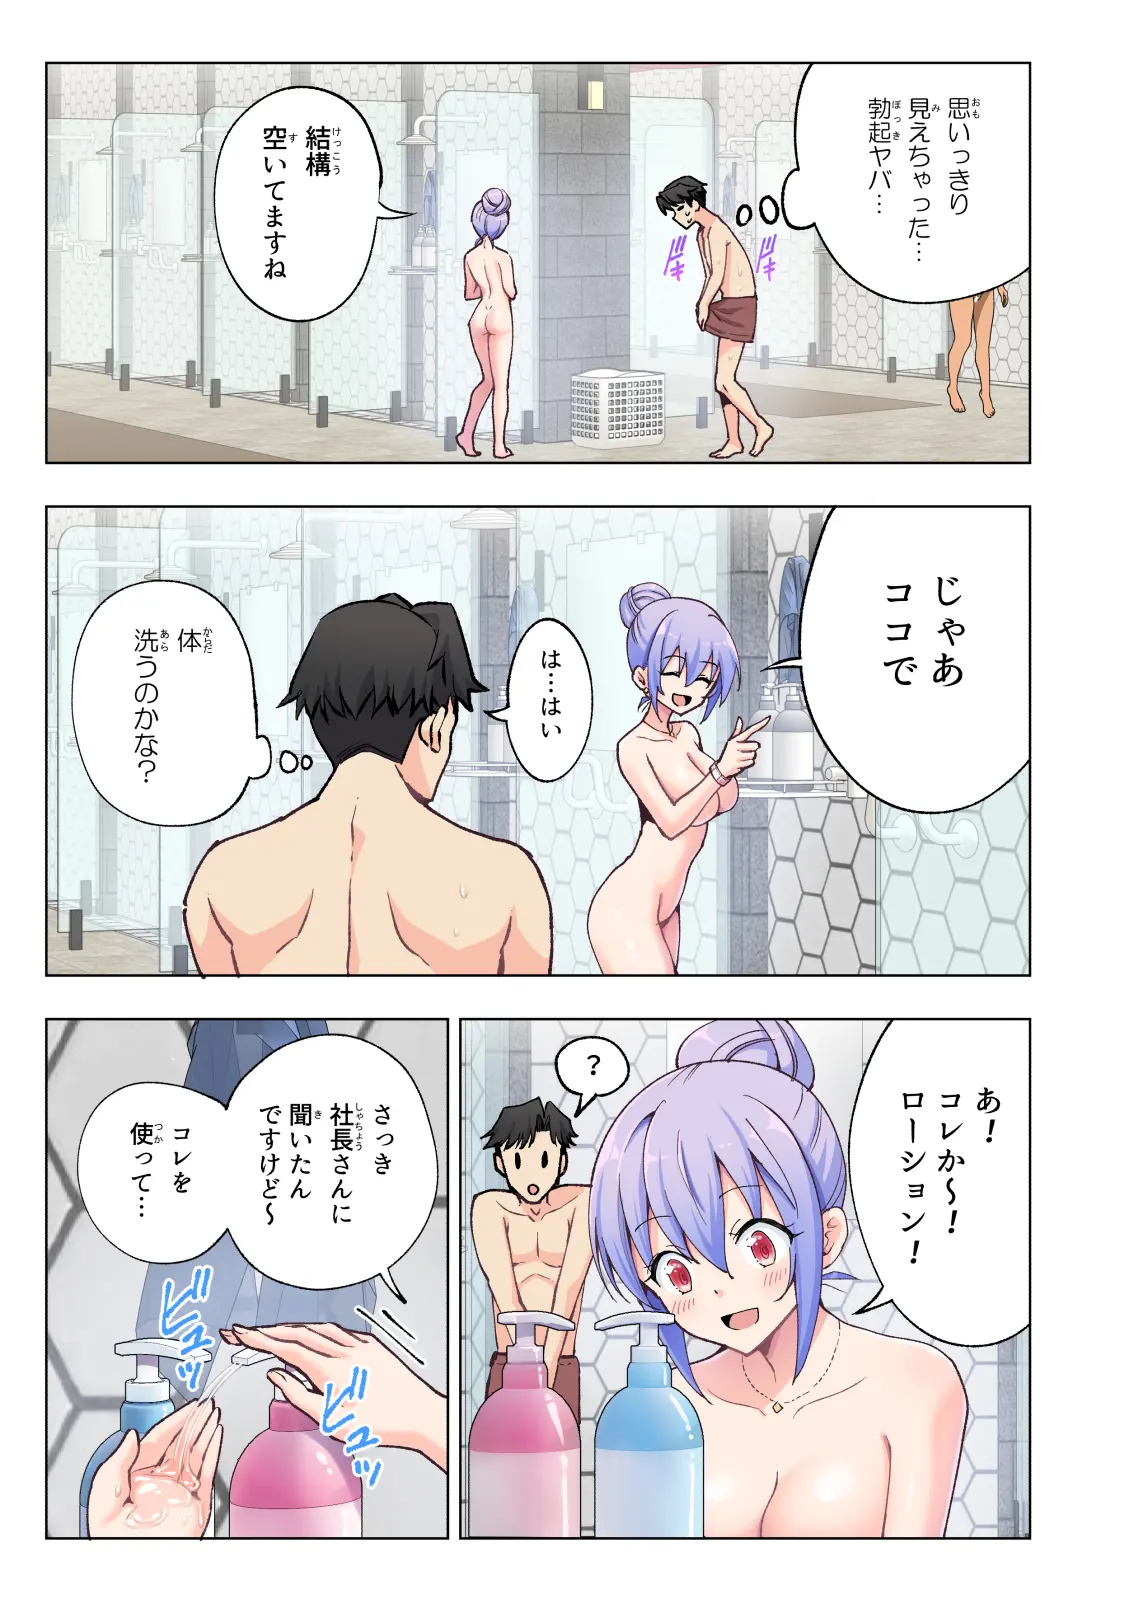 思いっきり
見えちゃった…
勃起ヤバ…
ドキ
ドキ
結構
空いてますね
じゃあ
ココで
は…はい
体
洗うのかな？
あ！
コレか〜！
ローション！
？
さっき
社長さんに
聞いたん
ですけど〜
コレを
使って…
ビュッ
ビュッ